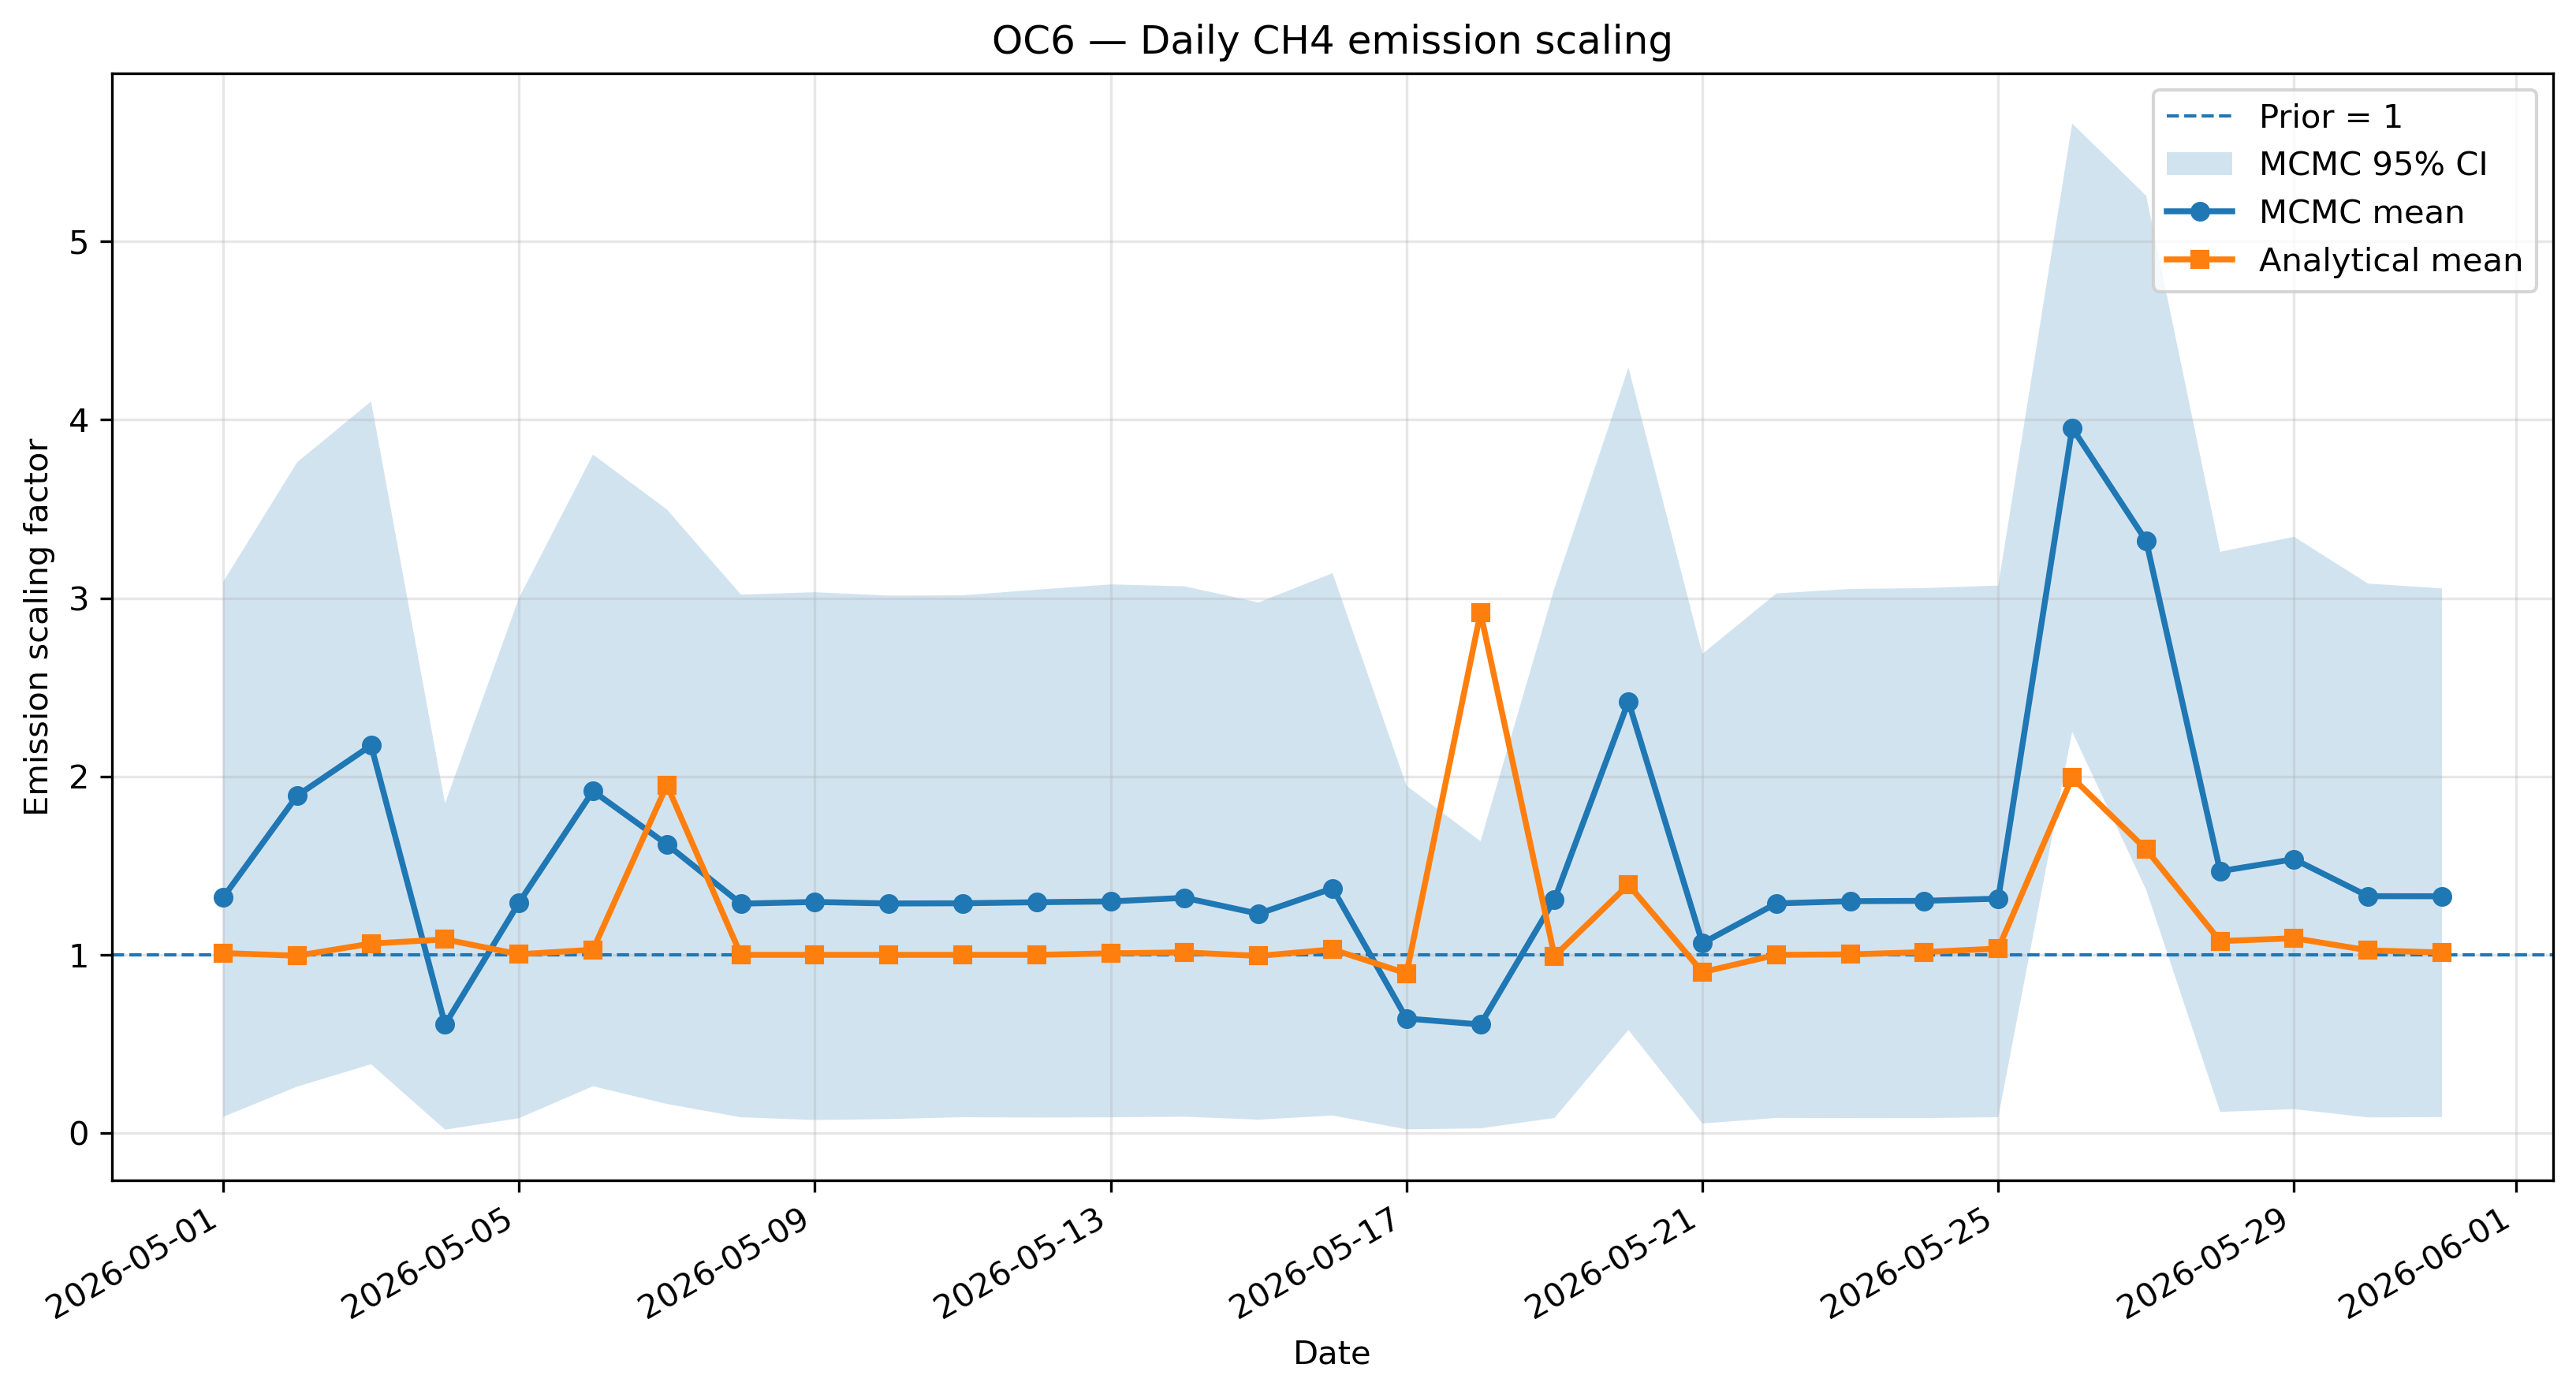 OC6 — Daily CH4 emission scaling
Prior = 1
MCMC 95% CI
MCMC mean
Analytical mean
Emission scaling factor
5
4
3
2
1
0
2026-05-01
2026-05-05
2026-05-09
2026-05-13
2026-05-17
2026-05-21
2026-05-25
2026-05-29
2026-06-01
Date